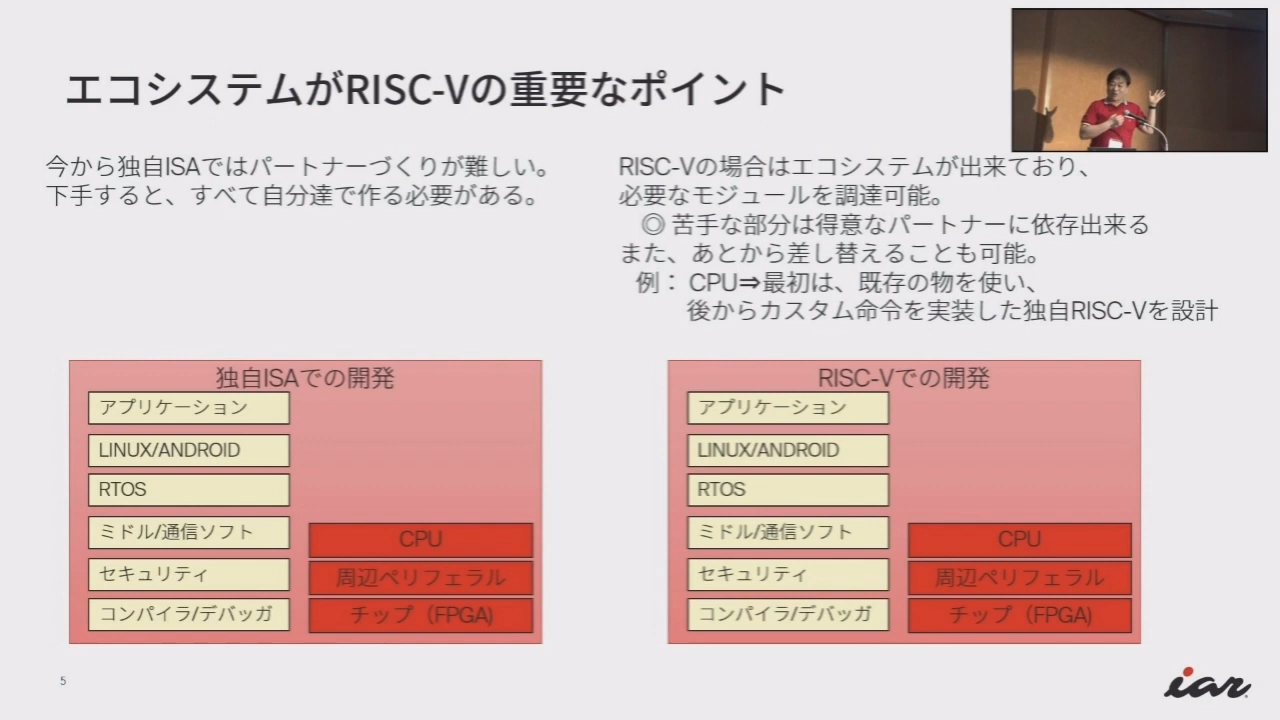 エコシステムがRISC-Vの重要なポイント
今から独自ISAではパートナーづくりが難しい。
下手すると、すべて自分達で作る必要がある。
RISC-Vの場合はエコシステムが出来ており、
必要なモジュールを調達可能。
◎ 苦手な部分は得意なパートナーに依存出来る
また、あとから差し替えることも可能。
例： CPU⇒最初は、既存の物を使い、
後からカスタム命令を実装した独自RISC-Vを設計
独自ISAでの開発
アプリケーション
LINUX/ANDROID
RTOS
ミドル/通信ソフト
セキュリティ
コンパイラ/デバッガ
CPU
周辺ペリフェラル
チップ（FPGA)
RISC-Vでの開発
アプリケーション
LINUX/ANDROID
RTOS
ミドル/通信ソフト
セキュリティ
コンパイラ/デバッガ
CPU
周辺ペリフェラル
チップ（FPGA)
5
iar